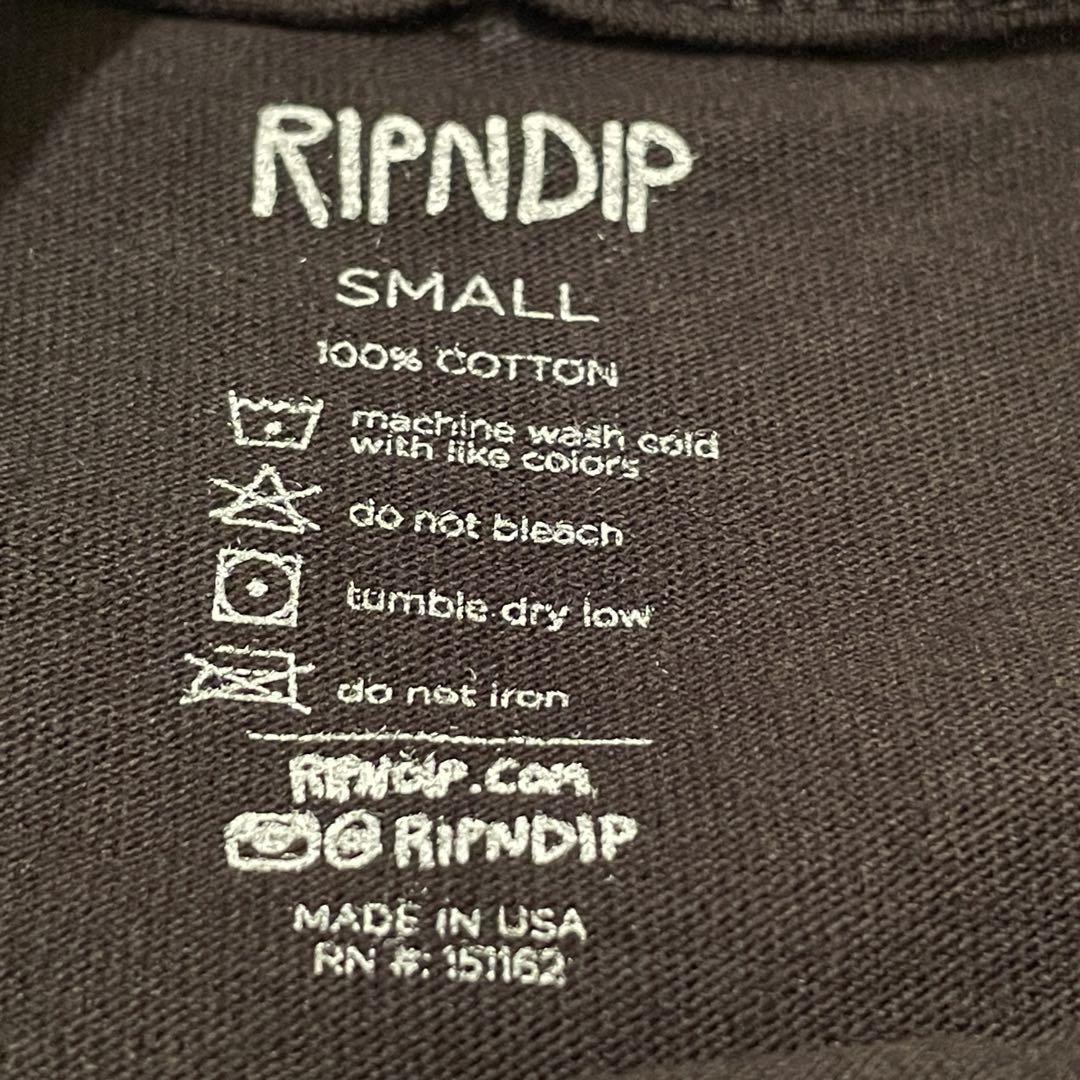 RIPNDIP
SMALL
100% COTTON
machine wash cold
with like colors
do not bleach
tumble dry low
do not iron
RIPNDIP.COM
@RIPNDIP
MADE IN USA
RN #: 151162